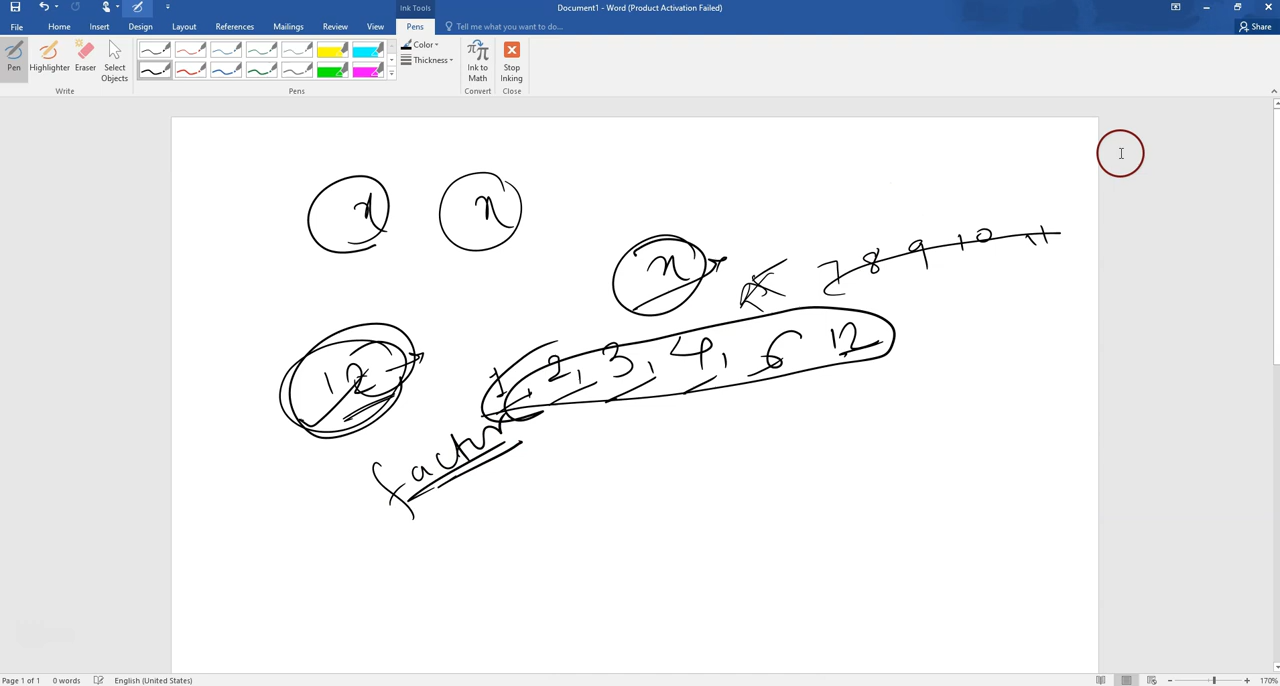 Ink Tools
Document1 - Word (Product Activation Failed)
File Home Insert Design Layout References Mailings Review View Pens Tell me what you want to do... Share
Pen Highlighter Eraser Select Objects
Color
Thickness
Ink to Math
Stop Inking
Write Pens Convert Close
x x
x
7 8 9 10 11
12 1, 2, 3, 4, 6 12
factor
Page 1 of 1 0 words English (United States) 170%